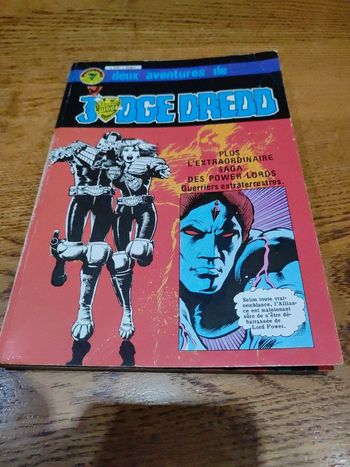 deux aventures de
JUDGE DREDD
JUDGE
PLUS
L'EXTRAORDINAIRE
SAGA
DES POWER LORDS
Guerriers extraterrestres.
Selon toute vrai-
semblance, l'Allian-
ce est maintenant
sûre de s'être dé-
barrassée de
Lord Power.